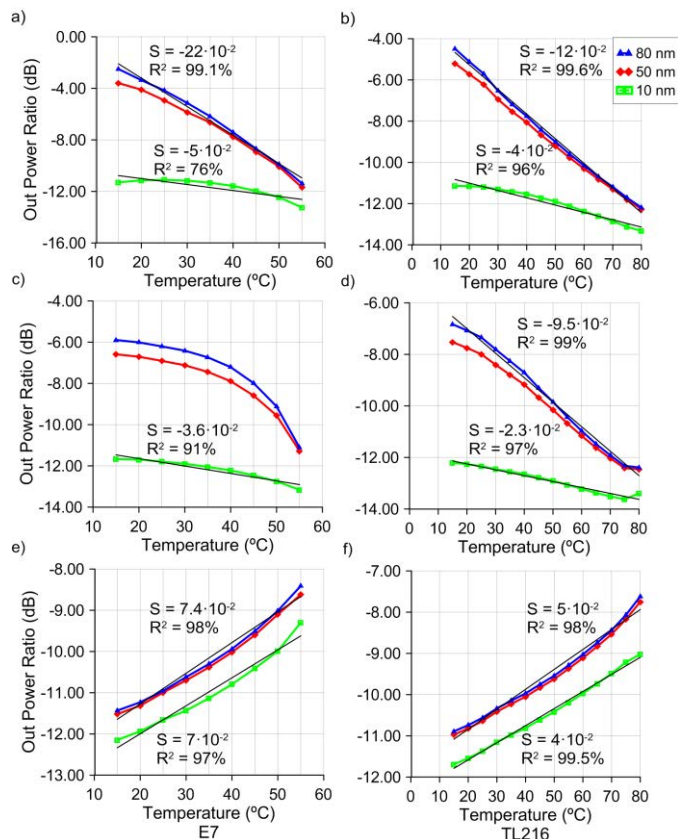 a)
b)
0.00
-4.00
-8.00
-12.00
-16.00
Out Power Ratio (dB)
S = -22·10-2
R2 = 99.1%
S = -5·10-2
R2 = 76%
10 20 30 40 50 60
Temperature (ºC)
-4.00
-6.00
-8.00
-10.00
-12.00
-14.00
S = -12·10-2
R2 = 99.6%
S = -4·10-2
R2 = 96%
0 10 20 30 40 50 60 70 80
Temperature (ºC)
80 nm
50 nm
10 nm
c)
d)
-4.00
-6.00
-8.00
-10.00
-12.00
-14.00
Out Power Ratio (dB)
S = -3.6·10-2
R2 = 91%
10 20 30 40 50 60
Temperature (ºC)
-6.00
-8.00
-10.00
-12.00
-14.00
S = -9.5·10-2
R2 = 99%
S = -2.3·10-2
R2 = 97%
0 10 20 30 40 50 60 70 80
Temperature (ºC)
e)
f)
-8.00
-9.00
-10.00
-11.00
-12.00
-13.00
Out Power Ratio (dB)
S = 7.4·10-2
R2 = 98%
S = 7·10-2
R2 = 97%
10 20 30 40 50 60
Temperature (ºC)
E7
-7.00
-8.00
-9.00
-10.00
-11.00
-12.00
S = 5·10-2
R2 = 98%
S = 4·10-2
R2 = 99.5%
0 10 20 30 40 50 60 70 80
Temperature (ºC)
TL216